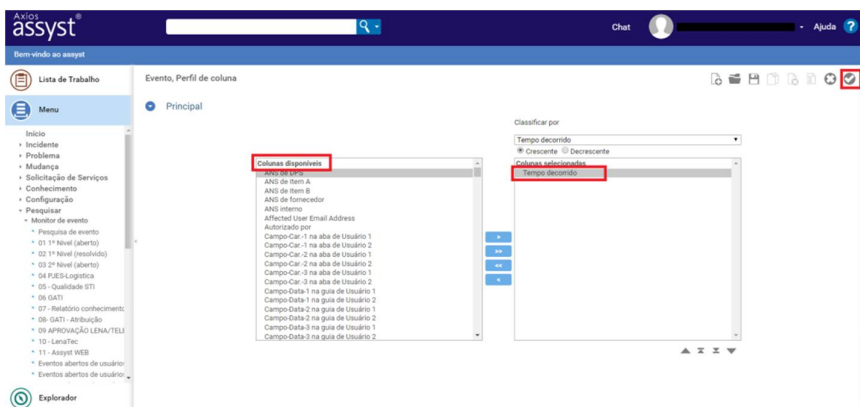 Axios
assyst®
Chat
Ajuda ?
Bem-vindo ao assyst
Lista de Trabalho
Evento, Perfil de coluna
Menu
Principal
Início
Incidente
Problema
Mudança
Solicitação de Serviços
Conhecimento
Configuração
Pesquisar
Monitor de evento
Pesquisa de evento
01 1º Nivel (aberto)
02 1º Nivel (resolvido)
03 2º Nivel (aberto)
04 PJES-Logistica
05 - Qualidade STI
06 GATI
07 - Relatório conhecimento
08- GATI - Atribuição
09 APROVAÇÃO LENA/TELE
10 - LenaTec
11 - Assyst WEB
Eventos abertos de usuário
Eventos abertos de usuário
Explorador
Colunas disponíveis
ANS de DPS
ANS de Item A
ANS de item B
ANS de fornecedor
ANS interno
Affected User Email Address
Autorizado por
Campo-Car.-1 na aba de Usuário 1
Campo-Car.-1 na aba de Usuário 2
Campo-Car.-2 na aba de Usuário 1
Campo-Car.-2 na aba de Usuário 2
Campo-Car.-3 na aba de Usuário 1
Campo-Car.-3 na aba de Usuário 2
Campo-Data-1 na guia de Usuário 1
Campo-Data-1 na guia de Usuário 2
Campo-Data-2 na guia de Usuário 1
Campo-Data-2 na guia de Usuário 2
Campo-Data-3 na guia de Usuário 1
Campo-Data-3 na guia de Usuário 2
>
>>
<<
<
Classificar por
Tempo decorrido
Crescente Decrescente
Colunas selecionadas
Tempo decorrido